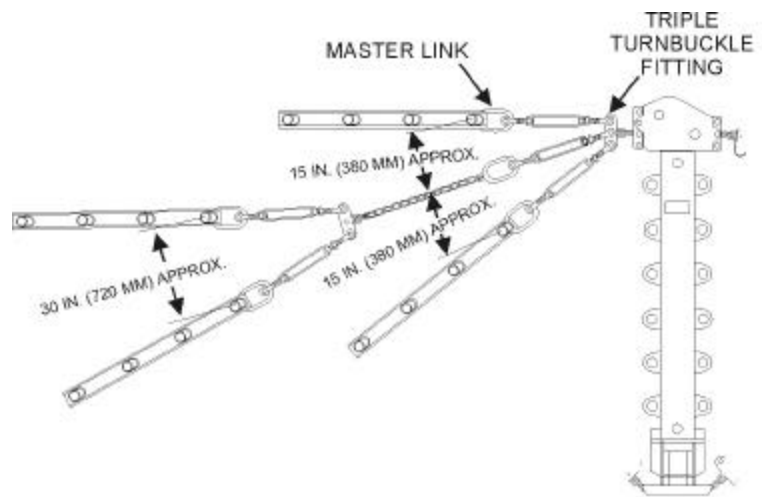 TRIPLE
TURNBUCKLE
FITTING
MASTER LINK
15 IN. (380 MM) APPROX.
15 IN. (380 MM) APPROX.
30 IN. (720 MM) APPROX.